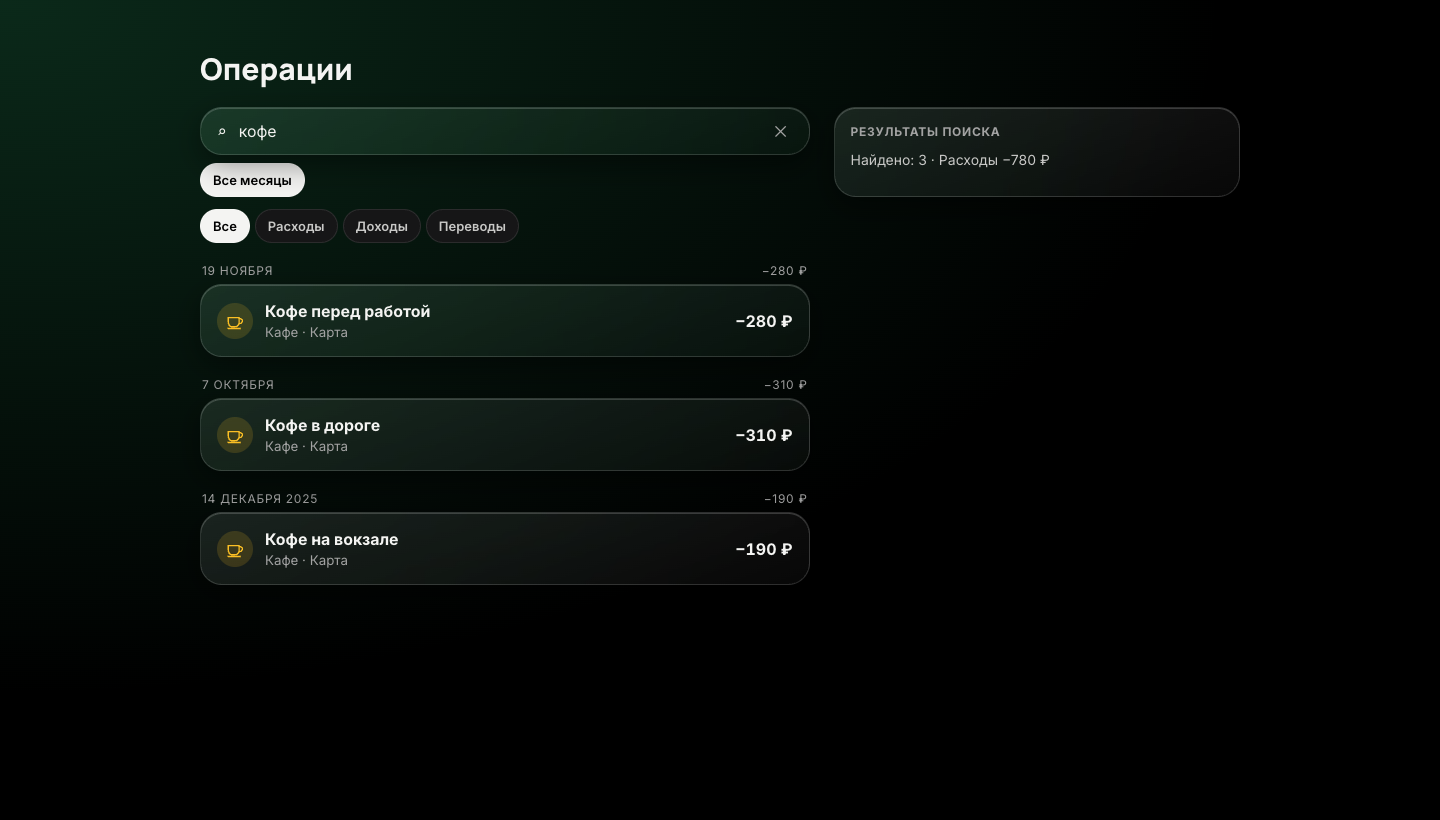 Операции
кофе
Все месяцы
Все Расходы Доходы Переводы
19 НОЯБРЯ −280 ₽
Кофе перед работой
Кафе · Карта
−280 ₽
7 ОКТЯБРЯ −310 ₽
Кофе в дороге
Кафе · Карта
−310 ₽
14 ДЕКАБРЯ 2025 −190 ₽
Кофе на вокзале
Кафе · Карта
−190 ₽
РЕЗУЛЬТАТЫ ПОИСКА
Найдено: 3 · Расходы −780 ₽